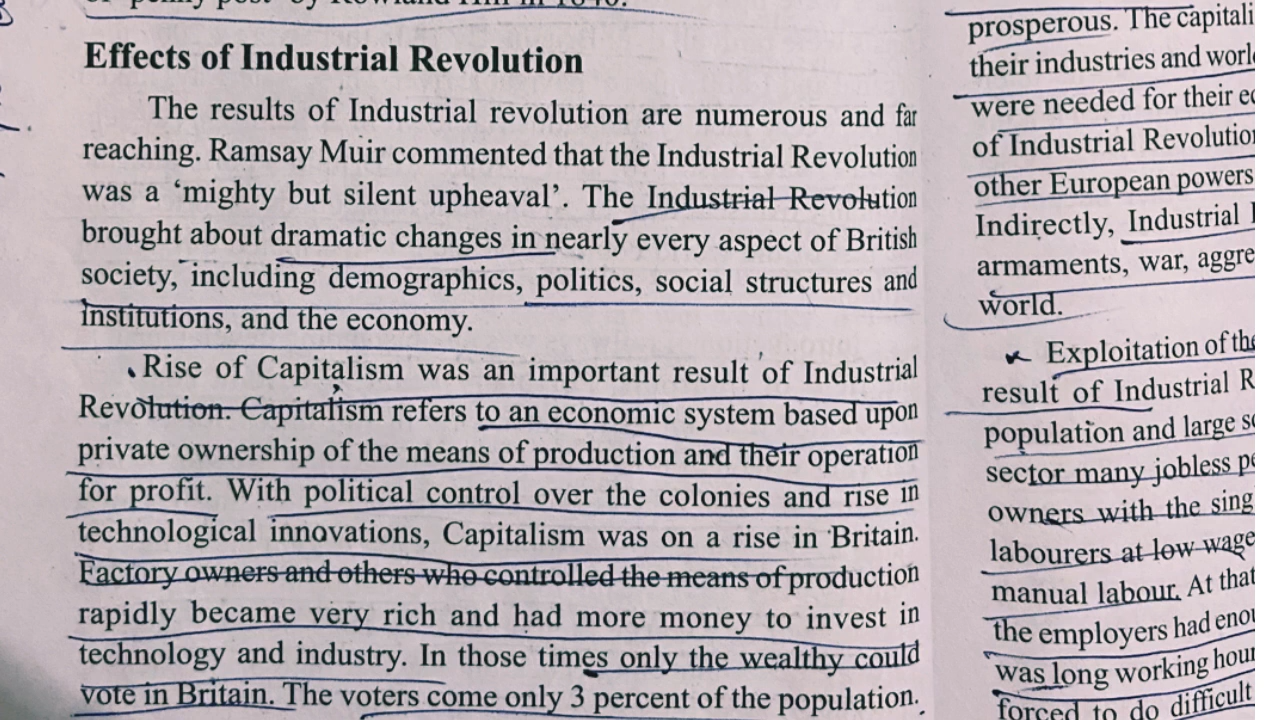 penny post' by Rowland Hill in 1840.
Effects of Industrial Revolution
The results of Industrial revolution are numerous and far
reaching. Ramsay Muir commented that the Industrial Revolution
was a 'mighty but silent upheaval'. The Industrial Revolution
brought about dramatic changes in nearly every aspect of British
society, including demographics, politics, social structures and
institutions, and the economy.
Rise of Capitalism was an important result of Industrial
Revolution. Capitalism refers to an economic system based upon
private ownership of the means of production and their operation
for profit. With political control over the colonies and rise in
technological innovations, Capitalism was on a rise in Britain.
Factory owners and others who controlled the means of production
rapidly became very rich and had more money to invest in
technology and industry. In those times only the wealthy could
vote in Britain. The voters come only 3 percent of the population.
prosperous. The
their industries and
were needed for their
of Industrial
other European powers
Indirectly, Industrial
armaments, war,
world.
Exploitation of
result of Industrial
population and large
sector many jobless
owners with the
labourers at low
manual labour. At that
the employers had
was long working
forced to do difficult